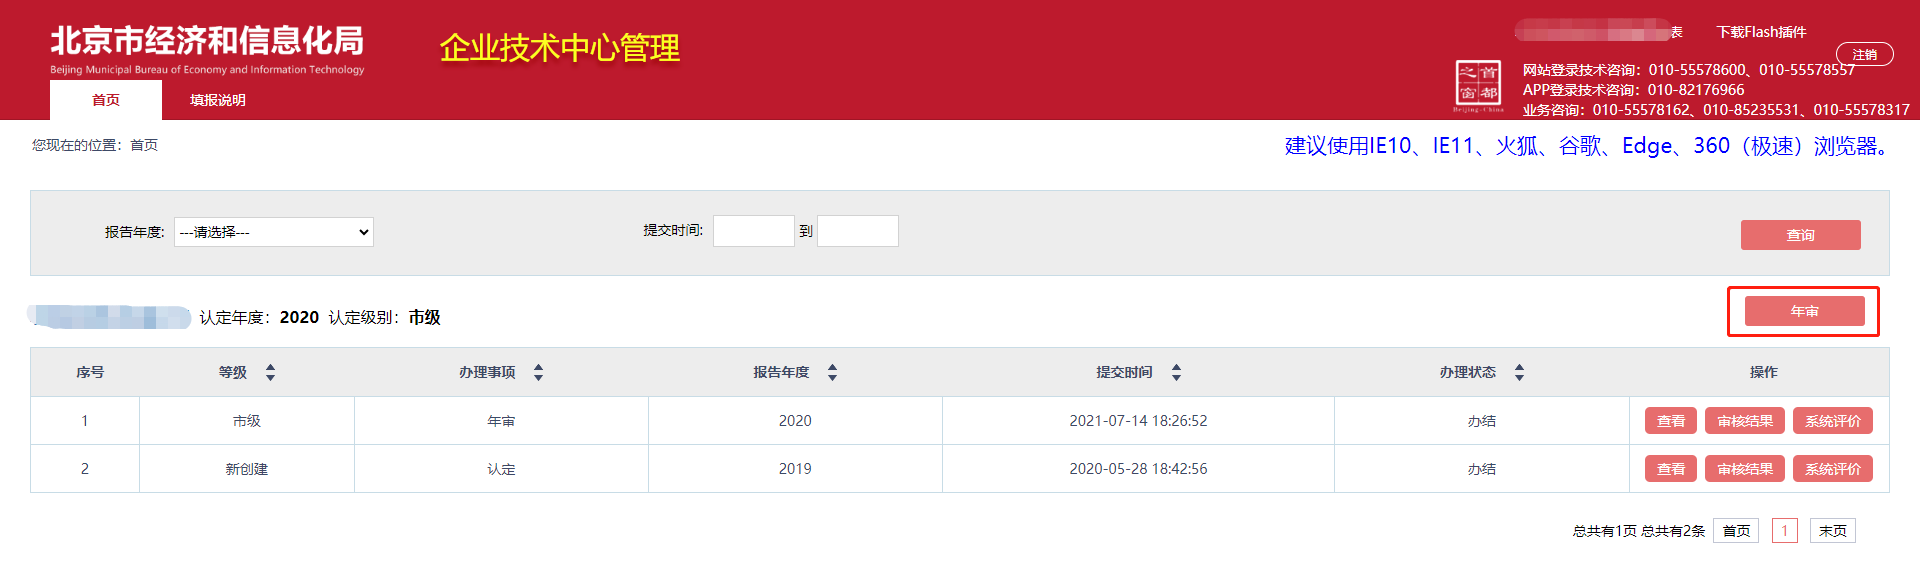 北京市经济和信息化局
Beijing Municipal Bureau of Economy and Information Technology
企业技术中心管理
表 下载Flash插件
注销
首都之窗
Beijing-China
网站登录技术咨询：010-55578600、010-55578557
APP登录技术咨询：010-82176966
业务咨询：010-55578162、010-85235531、010-55578317
首页 填报说明
您现在的位置：首页
建议使用IE10、IE11、火狐、谷歌、Edge、360（极速）浏览器。
报告年度: ---请选择--- 提交时间: 到 查询
认定年度：2020 认定级别：市级 年审
序号 等级 办理事项 报告年度 提交时间 办理状态 操作
1 市级 年审 2020 2021-07-14 18:26:52 办结 查看 审核结果 系统评价
2 新创建 认定 2019 2020-05-28 18:42:56 办结 查看 审核结果 系统评价
总共有1页 总共有2条 首页 1 末页